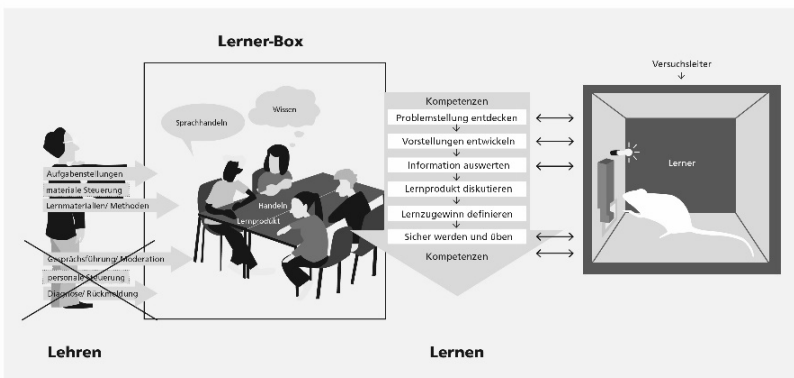 Lerner-Box
Versuchsleiter
Sprachhandeln
Wissen
Aufgabenstellungen
materiale Steuerung
Lernmaterialien/ Methoden
Gesprächsführung/ Moderation
personale Steuerung
Diagnose/ Rückmeldung
Handeln
Lernprodukt
Kompetenzen
Problemstellung entdecken
Vorstellungen entwickeln
Information auswerten
Lernprodukt diskutieren
Lernzugewinn definieren
Sicher werden und üben
Kompetenzen
Lerner
Lehren
Lernen